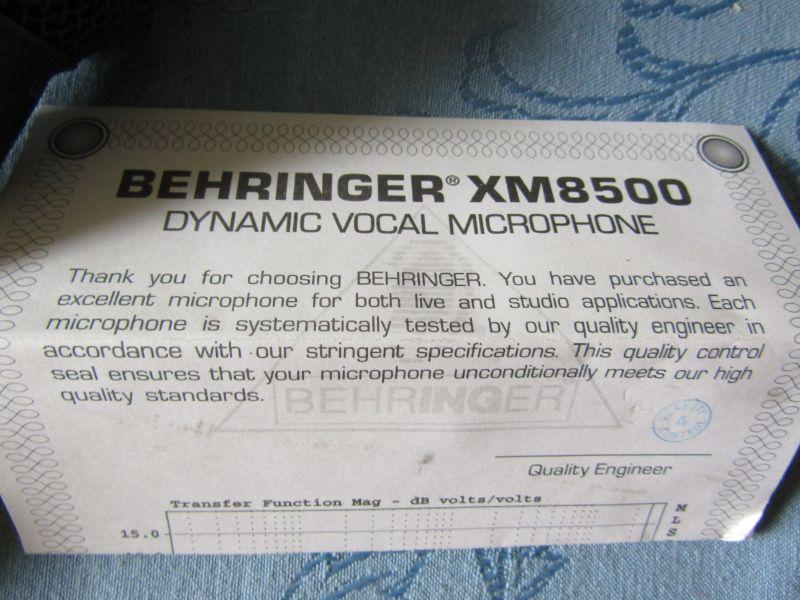 BEHRINGER® XM8500
DYNAMIC VOCAL MICROPHONE
Thank you for choosing BEHRINGER. You have purchased an
excellent microphone for both live and studio applications. Each
microphone is systematically tested by our quality engineer in
accordance with our stringent specifications. This quality control
seal ensures that your microphone unconditionally meets our high
quality standards.
BEHRINGER
4
CONTROL
Quality Engineer
Transfer Function Mag - dB volts/volts
15.0
MLS